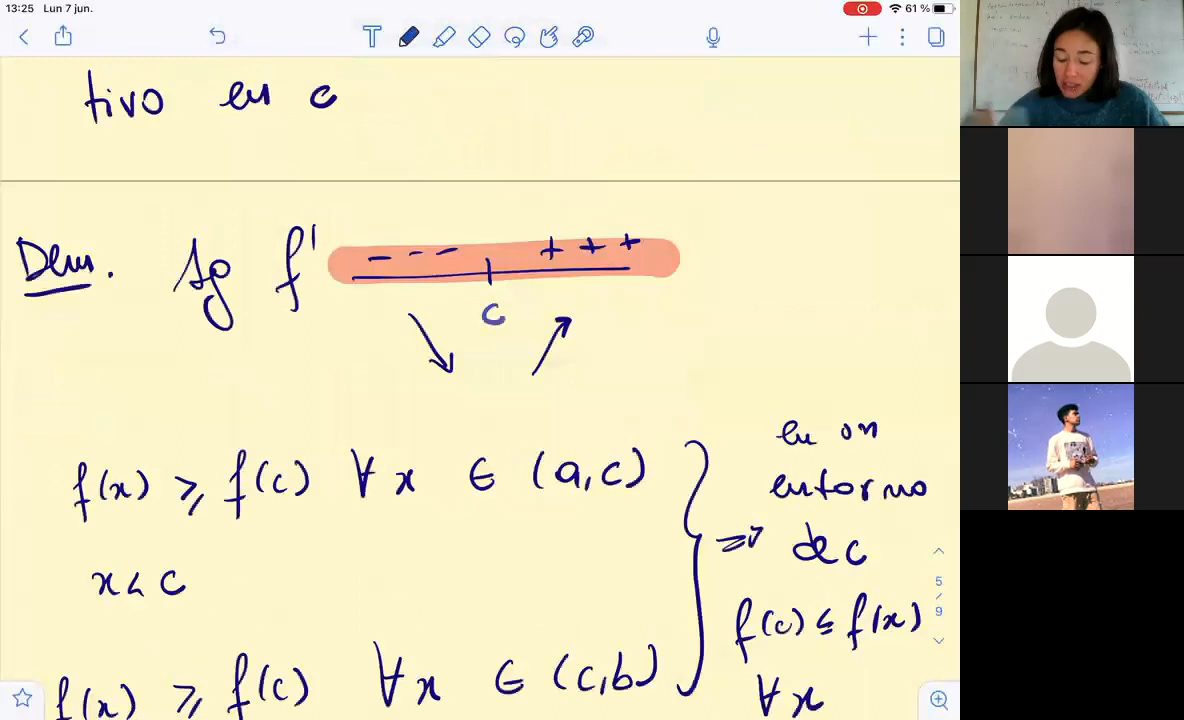 13:25 Lun 7 jun.
61 %
T
tivo en c
Dem. Sg f' - - - + + +
c
f(x) ⩾ f(c) ∀ x ∈ (a,c)
x < c
f(x) ⩾ f(c) ∀x ∈ (c,b)
en un
entorno
⇒ de c
f(c) ≤ f(x)
∀ x
5
/
9